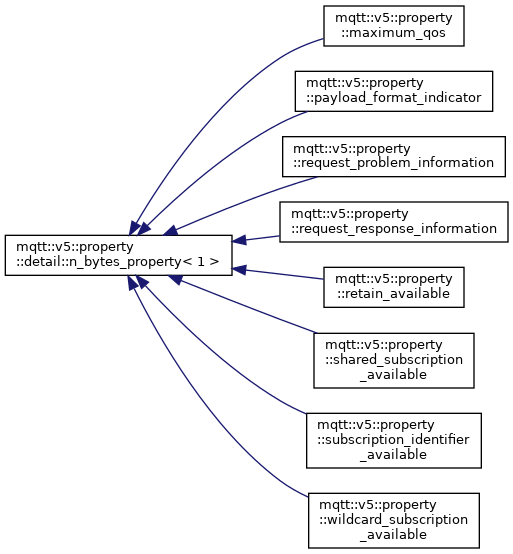 mqtt::v5::property
::maximum_qos
mqtt::v5::property
::payload_format_indicator
mqtt::v5::property
::request_problem_information
mqtt::v5::property
::request_response_information
mqtt::v5::property
::detail::n_bytes_property< 1 >
mqtt::v5::property
::retain_available
mqtt::v5::property
::shared_subscription
_available
mqtt::v5::property
::subscription_identifier
_available
mqtt::v5::property
::wildcard_subscription
_available